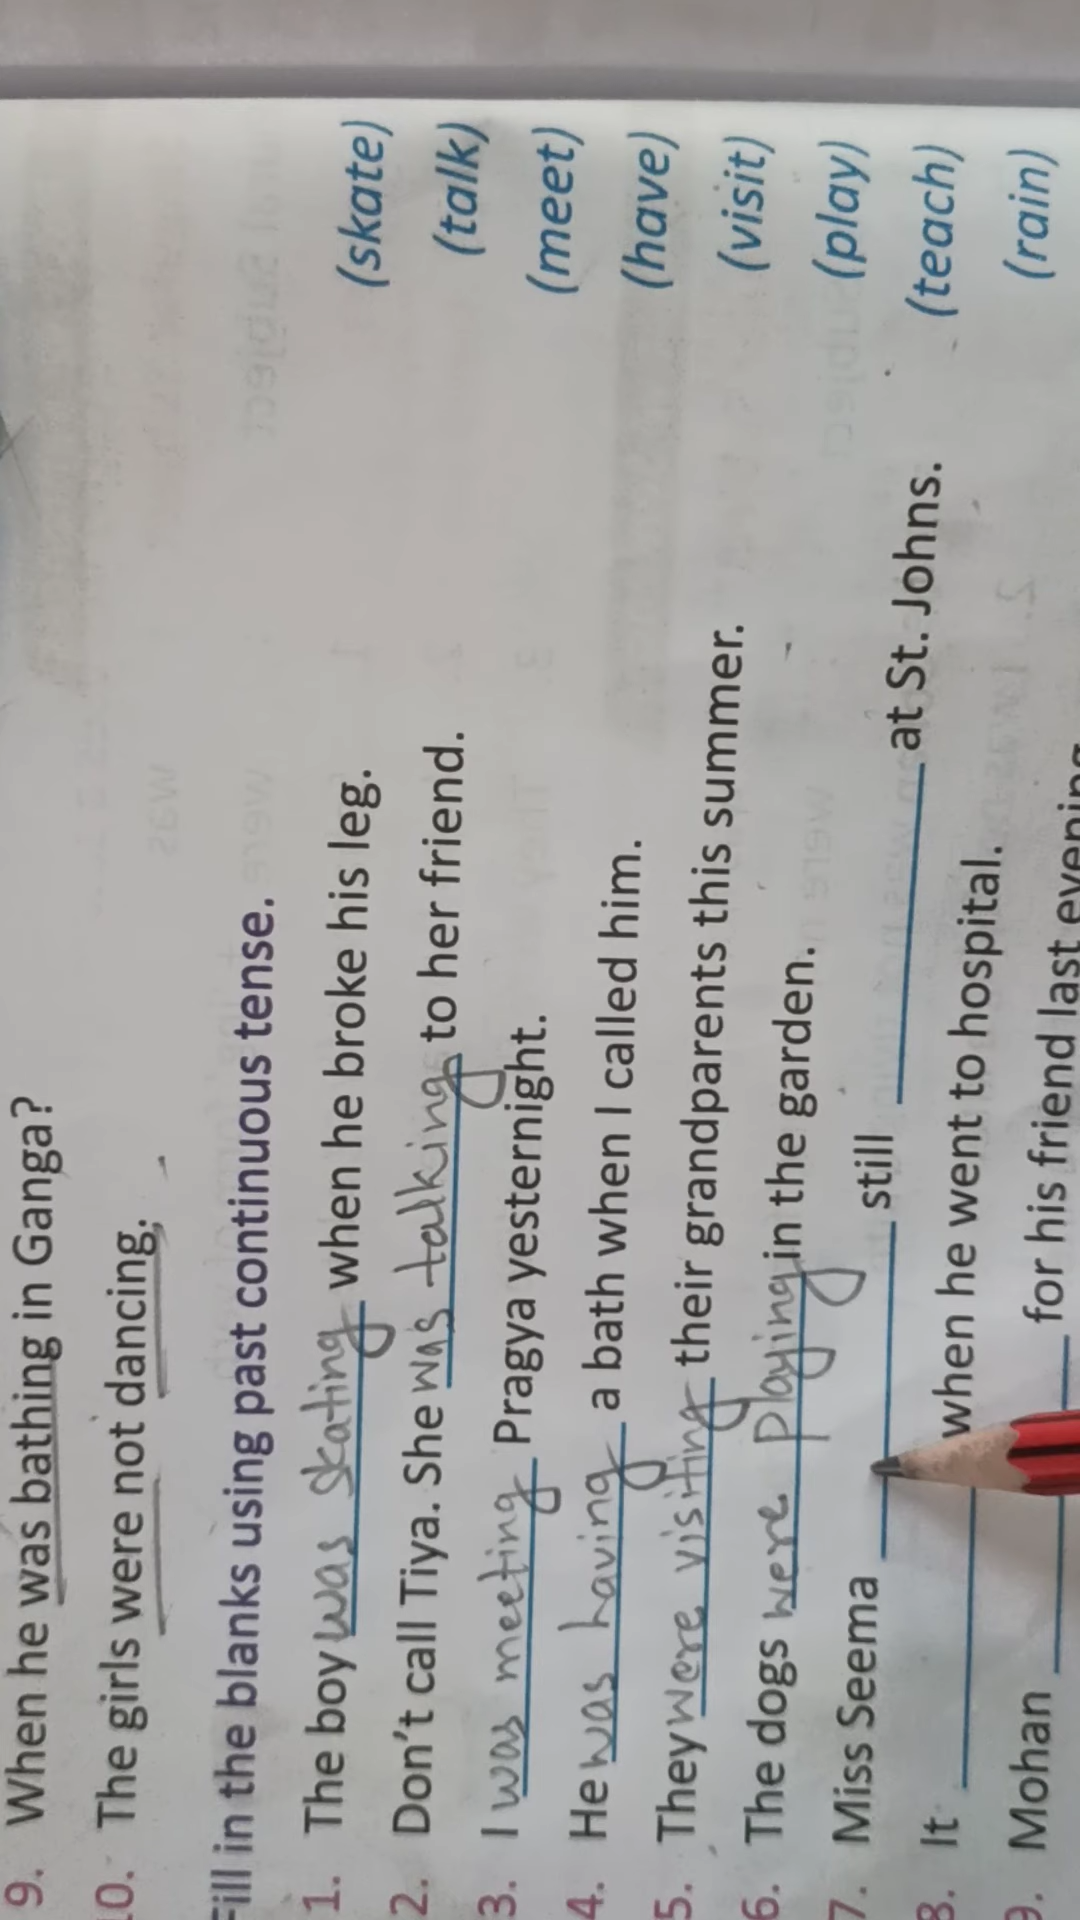 9. When he was bathing in Ganga?
10. The girls were not dancing.
Fill in the blanks using past continuous tense.
1. The boy was skating when he broke his leg. (skate)
2. Don't call Tiya. She was talking to her friend. (talk)
3. I was meeting Pragya yesternight. (meet)
4. He was having a bath when I called him. (have)
5. They were visiting their grandparents this summer. (visit)
6. The dogs were playing in the garden. (play)
7. Miss Seema ______ still ______ at St. Johns. (teach)
8. It ______ when he went to hospital. (rain)
9. Mohan ______ for his friend last evening